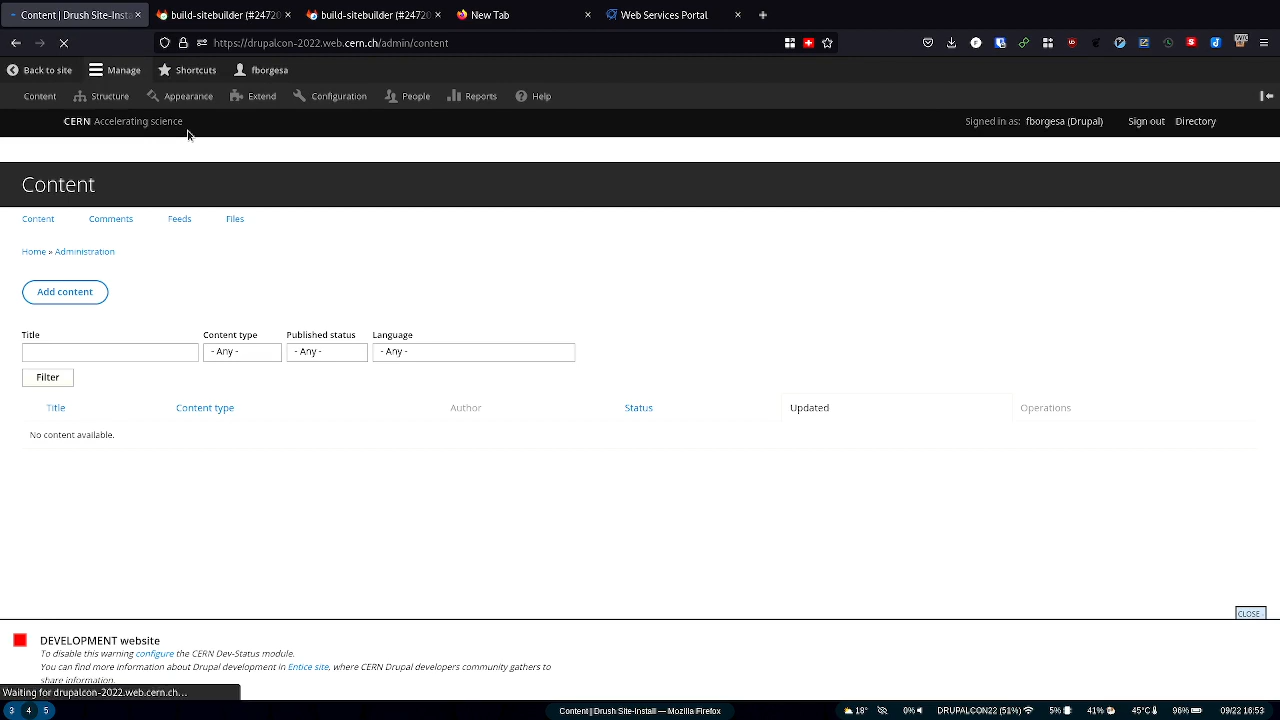 Content | Drush Site-Insta
build-sitebuilder (#24720
build-sitebuilder (#24720
New Tab
Web Services Portal
https://drupalcon-2022.web.cern.ch/admin/content
Back to site
Manage
Shortcuts
fborgesa
Content
Structure
Appearance
Extend
Configuration
People
Reports
Help
CERN Accelerating science
Signed in as: fborgesa (Drupal)
Sign out
Directory
Content
Content
Comments
Feeds
Files
Home » Administration
Add content
Title
Content type
Published status
Language
- Any -
- Any -
- Any -
Filter
Title
Content type
Author
Status
Updated
Operations
No content available.
CLOSE
DEVELOPMENT website
To disable this warning configure the CERN Dev-Status module.
You can find more information about Drupal development in Entice site, where CERN Drupal developers community gathers to
share information.
Waiting for drupalcon-2022.web.cern.ch…
3
4
5
Content | Drush Site-Install — Mozilla Firefox
18°
0%
DRUPALCON22 (51%)
5%
41%
45°C
96%
09/22 16:53